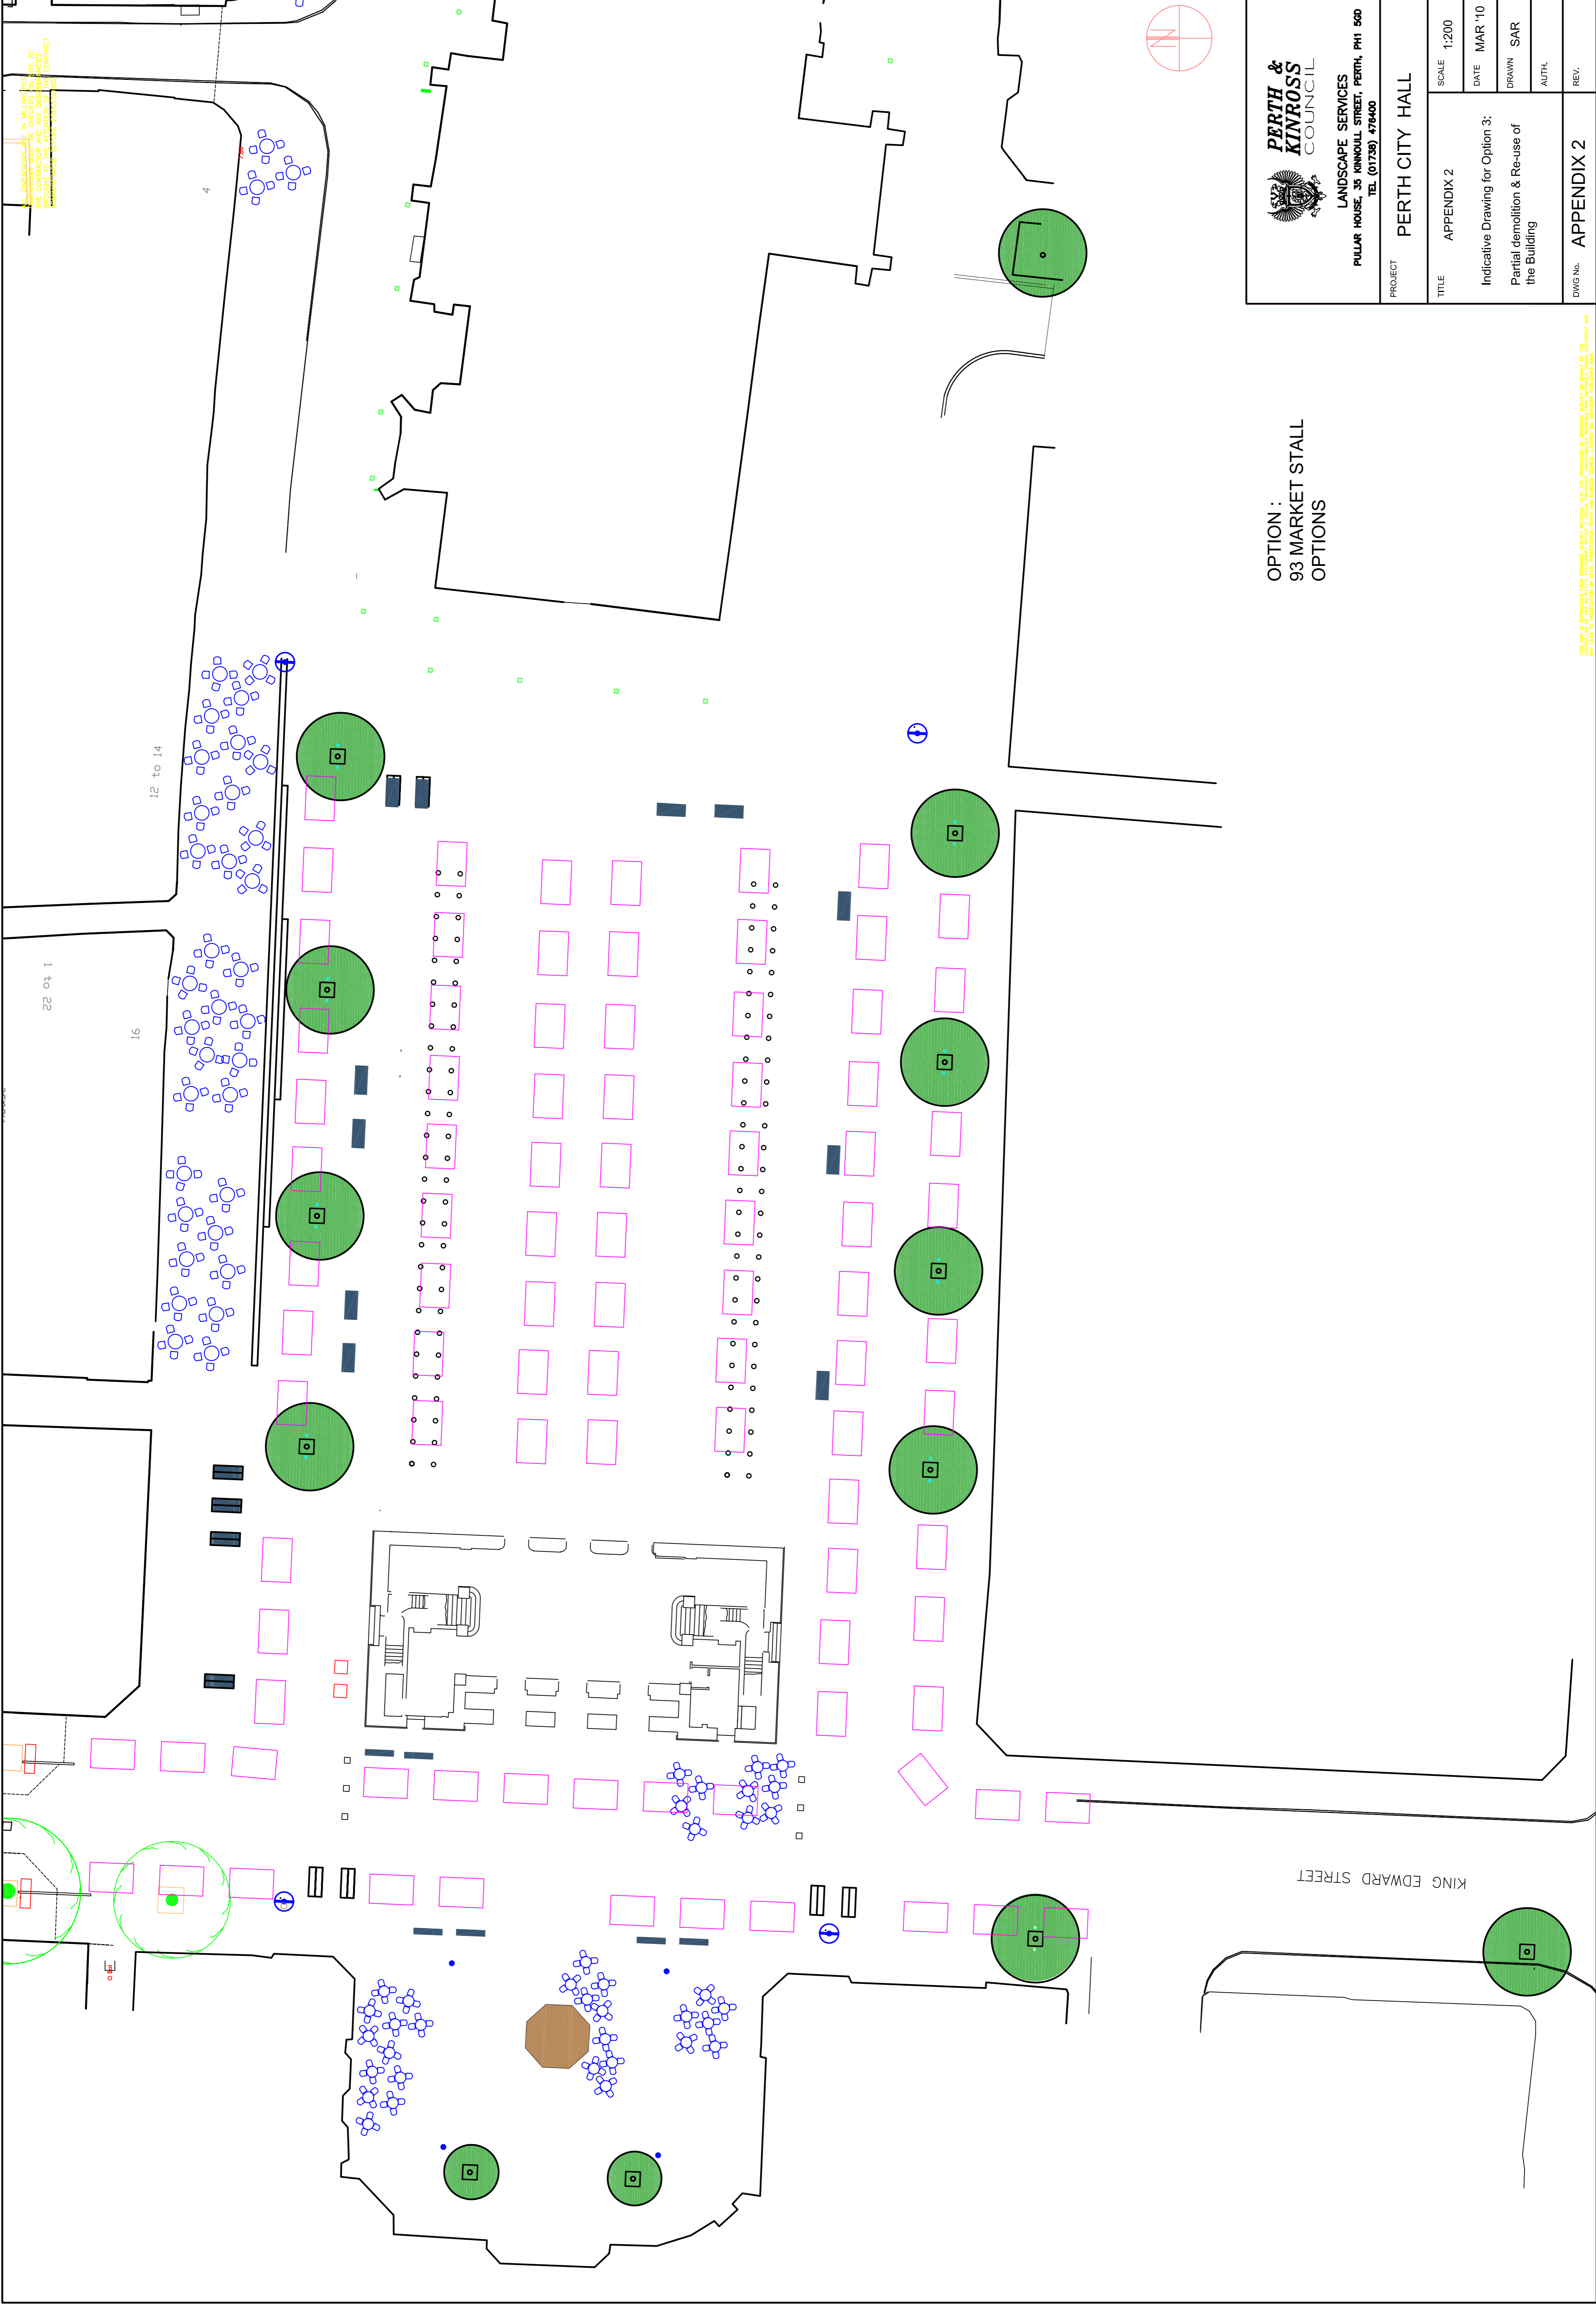 PERTH &
KINROSS
COUNCIL
LANDSCAPE SERVICES
PULLAR HOUSE, 35 KINNOULL STREET, PERTH, PH1 5GD
TEL (01738) 476400
PROJECT
PERTH CITY HALL
TITLE
APPENDIX 2
Indicative Drawing for Option 3:
Partial demolition & Re-use of
the Building
SCALE 1:200
DATE MAR '10
DRAWN SAR
AUTH.
DWG No. APPENDIX 2
REV.
OPTION :
93 MARKET STALL
OPTIONS
KING EDWARD STREET
4
12 to 14
1 to 22
16
N